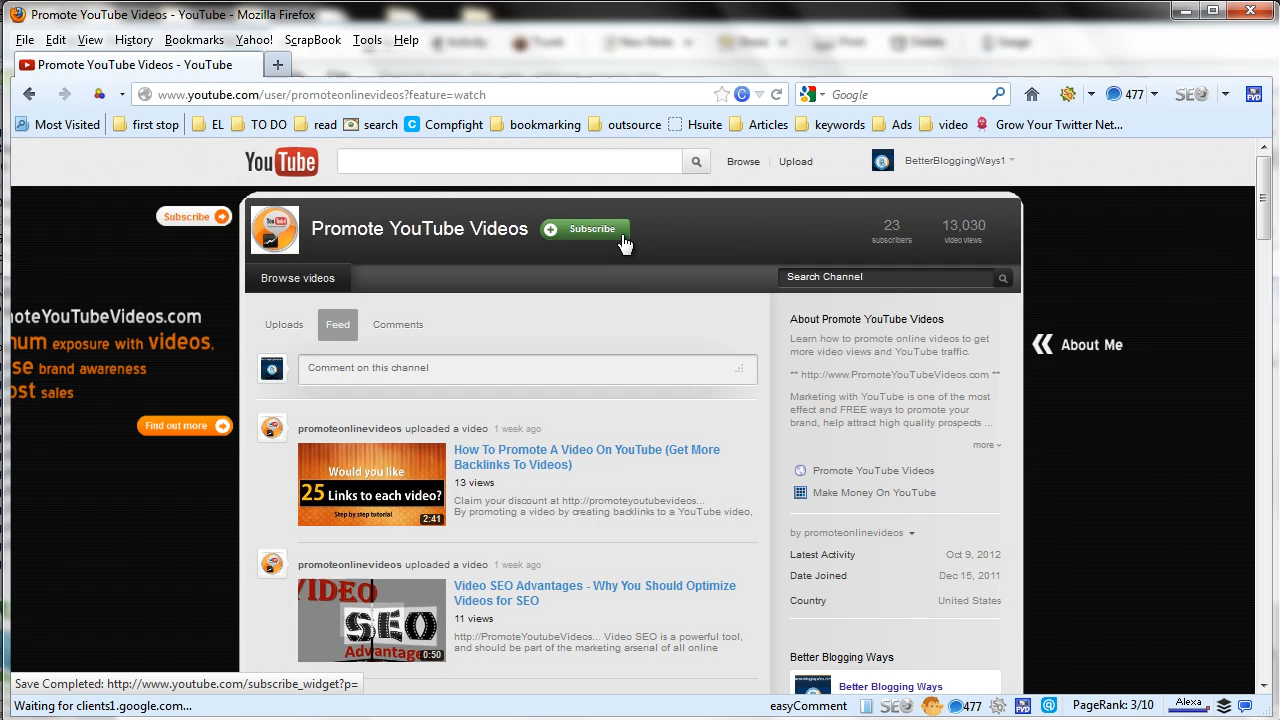 Promote YouTube Videos - YouTube - Mozilla Firefox
File Edit View History Bookmarks Yahoo! ScrapBook Tools Help
Promote YouTube Videos - YouTube
www.youtube.com/user/promoteonlinevideos?feature=watch
Google
477
SEO
PVD
Most Visited first stop EL TO DO read search Compfight bookmarking outsource Hsuite Articles keywords Ads video Grow Your Twitter Net...
YouTube
Browse Upload BetterBloggingWays1
Subscribe
Promote YouTube Videos
Subscribe
23 subscribers
13,030 video views
Browse videos
Search Channel
oteYouTubeVideos.com
num exposure with videos,
se brand awareness
ost sales
Find out more
Uploads Feed Comments
Comment on this channel
promoteonlinevideos uploaded a video 1 week ago
Would you like
25 Links to each video?
Step by step tutorial
2:41
How To Promote A Video On YouTube (Get More
Backlinks To Videos)
13 views
Claim your discount at http://promoteyoutubevideos...
By promoting a video by creating backlinks to a YouTube video,
promoteonlinevideos uploaded a video 1 week ago
VIDEO
SEO
Advantages
0:50
Video SEO Advantages - Why You Should Optimize
Videos for SEO
11 views
http://PromoteYoutubeVideos... Video SEO is a powerful tool,
and should be part of the marketing arsenal of all online
About Promote YouTube Videos
Learn how to promote online videos to get
more video views and YouTube traffic.
** http://www.PromoteYouTubeVideos.com **
Marketing with YouTube is one of the most
effect and FREE ways to promote your
brand, help attract high quality prospects ...
more
Promote YouTube Videos
Make Money On YouTube
by promoteonlinevideos
Latest Activity Oct 9, 2012
Date Joined Dec 15, 2011
Country United States
Better Blogging Ways
Better Blogging Ways
About Me
Save Completed: http://www.youtube.com/subscribe_widget?p=
Waiting for clients1.google.com...
easyComment SEO 477 PVD PageRank: 3/10 Alexa